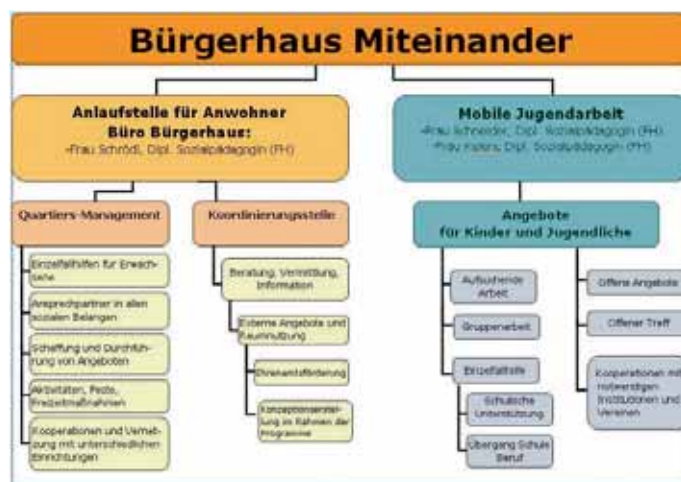 Bürgerhaus Miteinander
Anlaufstelle für Anwohner
Büro Bürgerhaus:
-Frau Schrödl, Dipl. Sozialpädagogin (FH)
Quartiers-Management
Einzelfallhilfen für Erwach-
sene
Ansprechpartner in allen
sozialen Belangen
Schaffung und Durchfüh-
rung von Angeboten
Aktivitäten, Feste,
Freizeitmaßnahmen
Kooperationen und Vernet-
zung mit unterschiedlichen
Einrichtungen
Koordinierungsstelle
Beratung, Vermittlung,
Information
Externe Angebote und
Raumnutzung
Ehrenamtsförderung
Konzeptionserstel-
lung im Rahmen der
Programme
Mobile Jugendarbeit
-Frau Schneider, Dipl. Sozialpädagogin (FH)
-Frau Dipl. Sozialpädagogin (FH)
Angebote
für Kinder und Jugendliche
Aufsuchende
Arbeit
Gruppenarbeit
Einzelfallhilfe
Schulische
Unterstützung
Übergang Schule
Beruf
Offene Angebote
Offener Treff
Kooperationen mit
notwendigen
Institutionen und
Vereinen